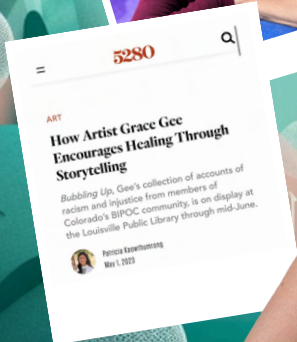 5280
ART
How Artist Grace Gee
Encourages Healing Through
Storytelling
Bubbling Up, Gee's collection of accounts of
racism and injustice from members of
Colorado's BIPOC community, is on display at
the Louisville Public Library through mid-June.
Patricia Kaowthumrong
May 1, 2023